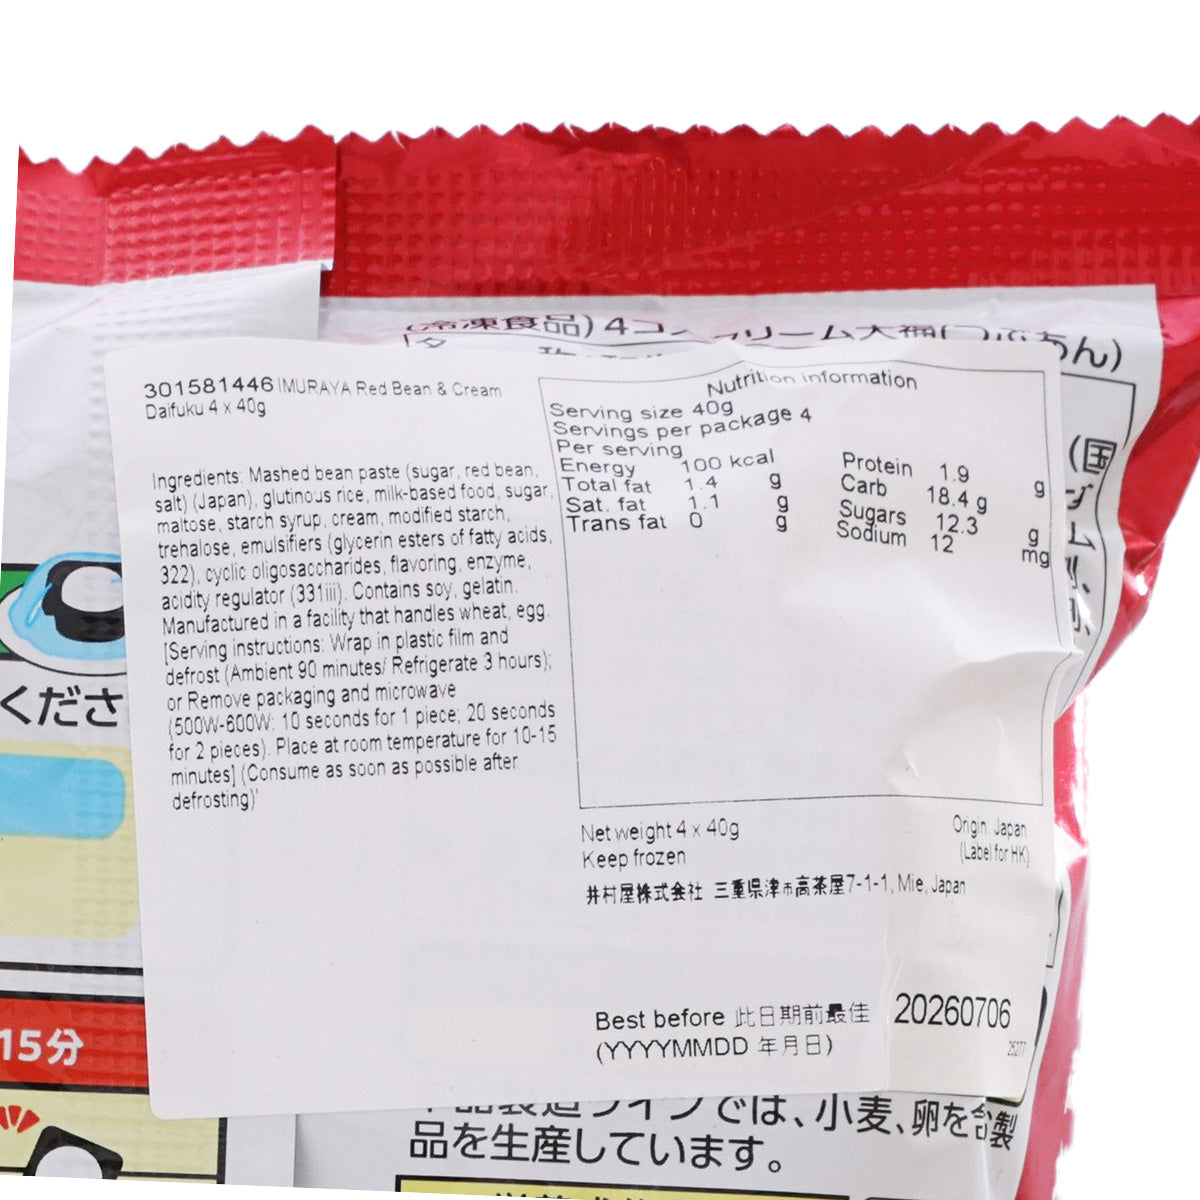 (冷凍食品)4コ入クリーム大福(つぶあん)
301581446 IMURAYA Red Bean & Cream
Daifuku 4 x 40g
Ingredients: Mashed bean paste (sugar, red bean,
salt) (Japan), glutinous rice, milk-based food, sugar,
maltose, starch syrup, cream, modified starch,
trehalose, emulsifiers (glycerin esters of fatty acids,
322), cyclic oligosaccharides, flavoring, enzyme,
acidity regulator (331iii). Contains soy, gelatin.
Manufactured in a facility that handles wheat, egg.
[Serving instructions: Wrap in plastic film and
defrost (Ambient 90 minutes/ Refrigerate 3 hours);
or Remove packaging and microwave
(500W-600W: 10 seconds for 1 piece; 20 seconds
for 2 pieces). Place at room temperature for 10-15
minutes] (Consume as soon as possible after
defrosting)'
Nutrition information
Serving size 40g
Servings per package 4
Per serving
Energy 100 kcal
Total fat 1.4 g
Sat. fat 1.1 g
Trans fat 0 g
Protein 1.9 g
Carb 18.4 g
Sugars 12.3 g
Sodium 12 mg
Net weight 4 x 40g
Keep frozen
Origin: Japan
(Label for HK)
井村屋株式会社 三重県津市高茶屋7-1-1, Mie, Japan
Best before 此日期前最佳 20260706
(YYYYMMDD 年月日)
25277
(国
くださ
15分
では、小麦、卵を含
製
品を生産しています。